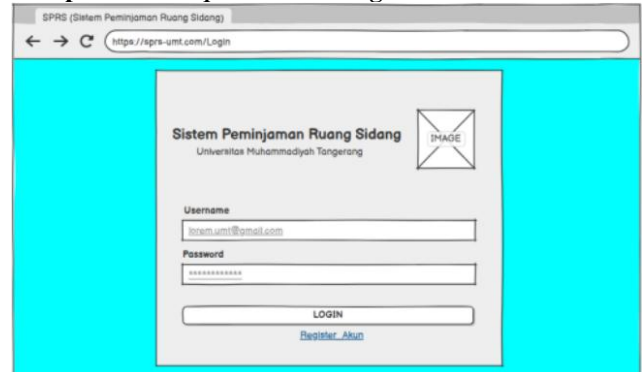 SPRS (Sistem Peminjaman Ruang Sidang)
https://sprs-umt.com/Login
Sistem Peminjaman Ruang Sidang
IMAGE
Universitas Muhammadiyah Tangerang
Username
lorem.umt@gmail.com
Password
************
LOGIN
Register Akun